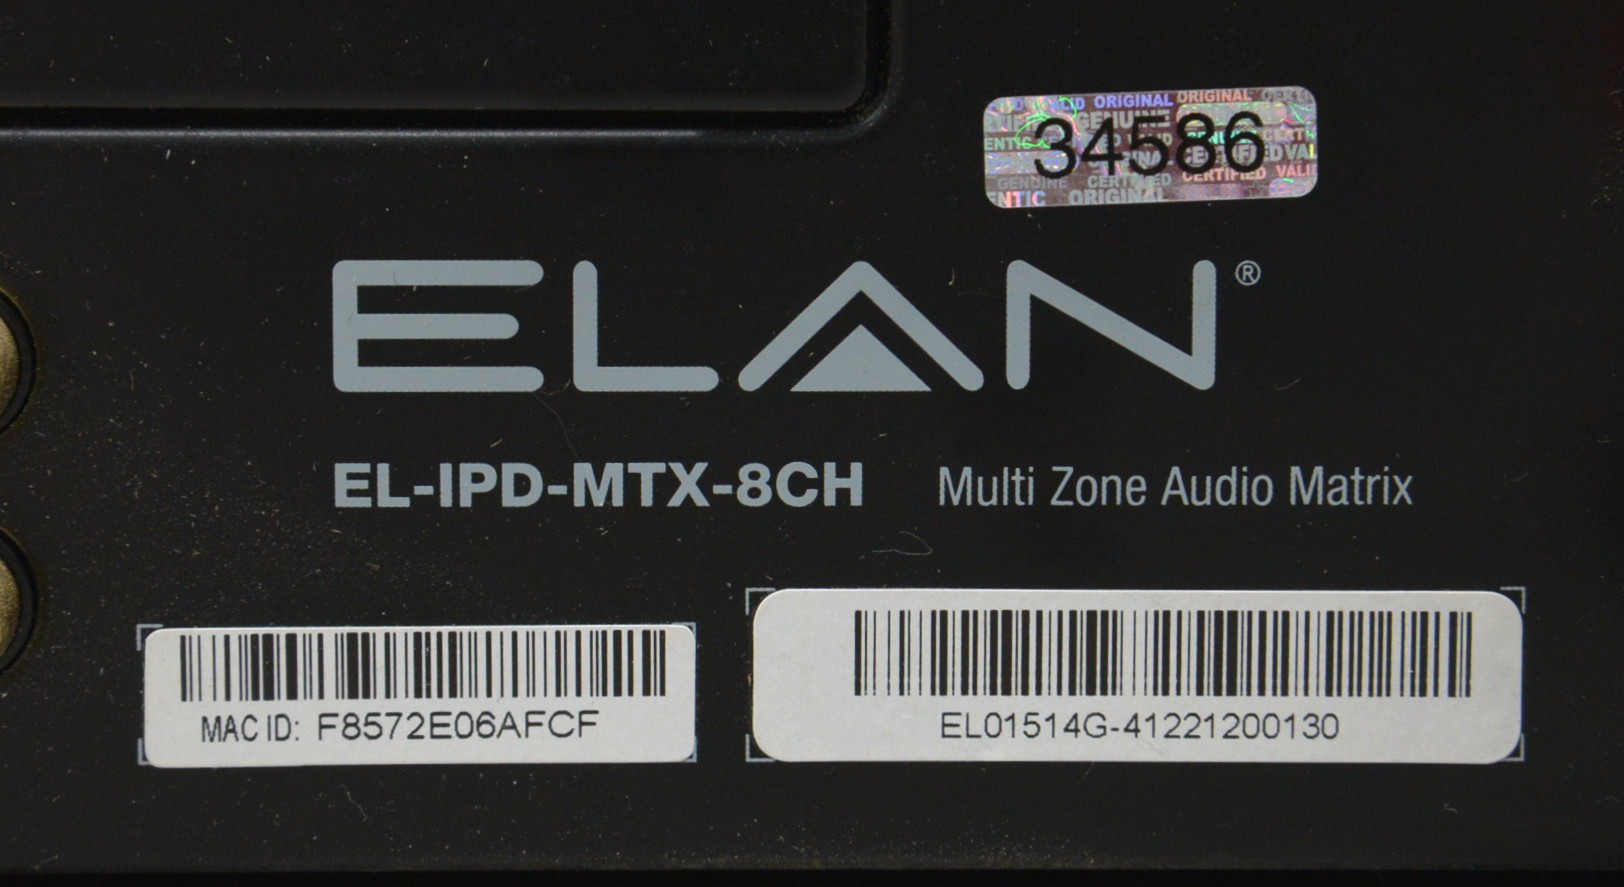 34586
ELAN®
EL-IPD-MTX-8CH Multi Zone Audio Matrix
MAC ID: F8572E06AFCF
EL01514G-41221200130